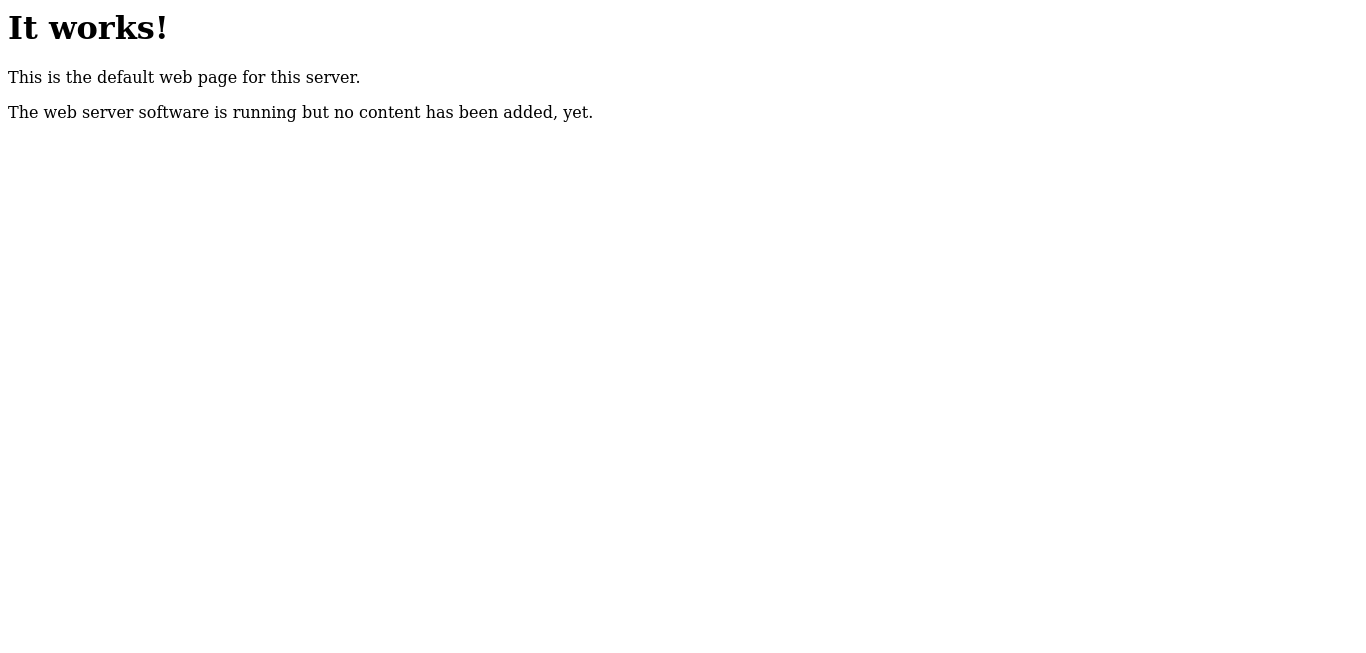 It works!
This is the default web page for this server.
The web server software is running but no content has been added, yet.